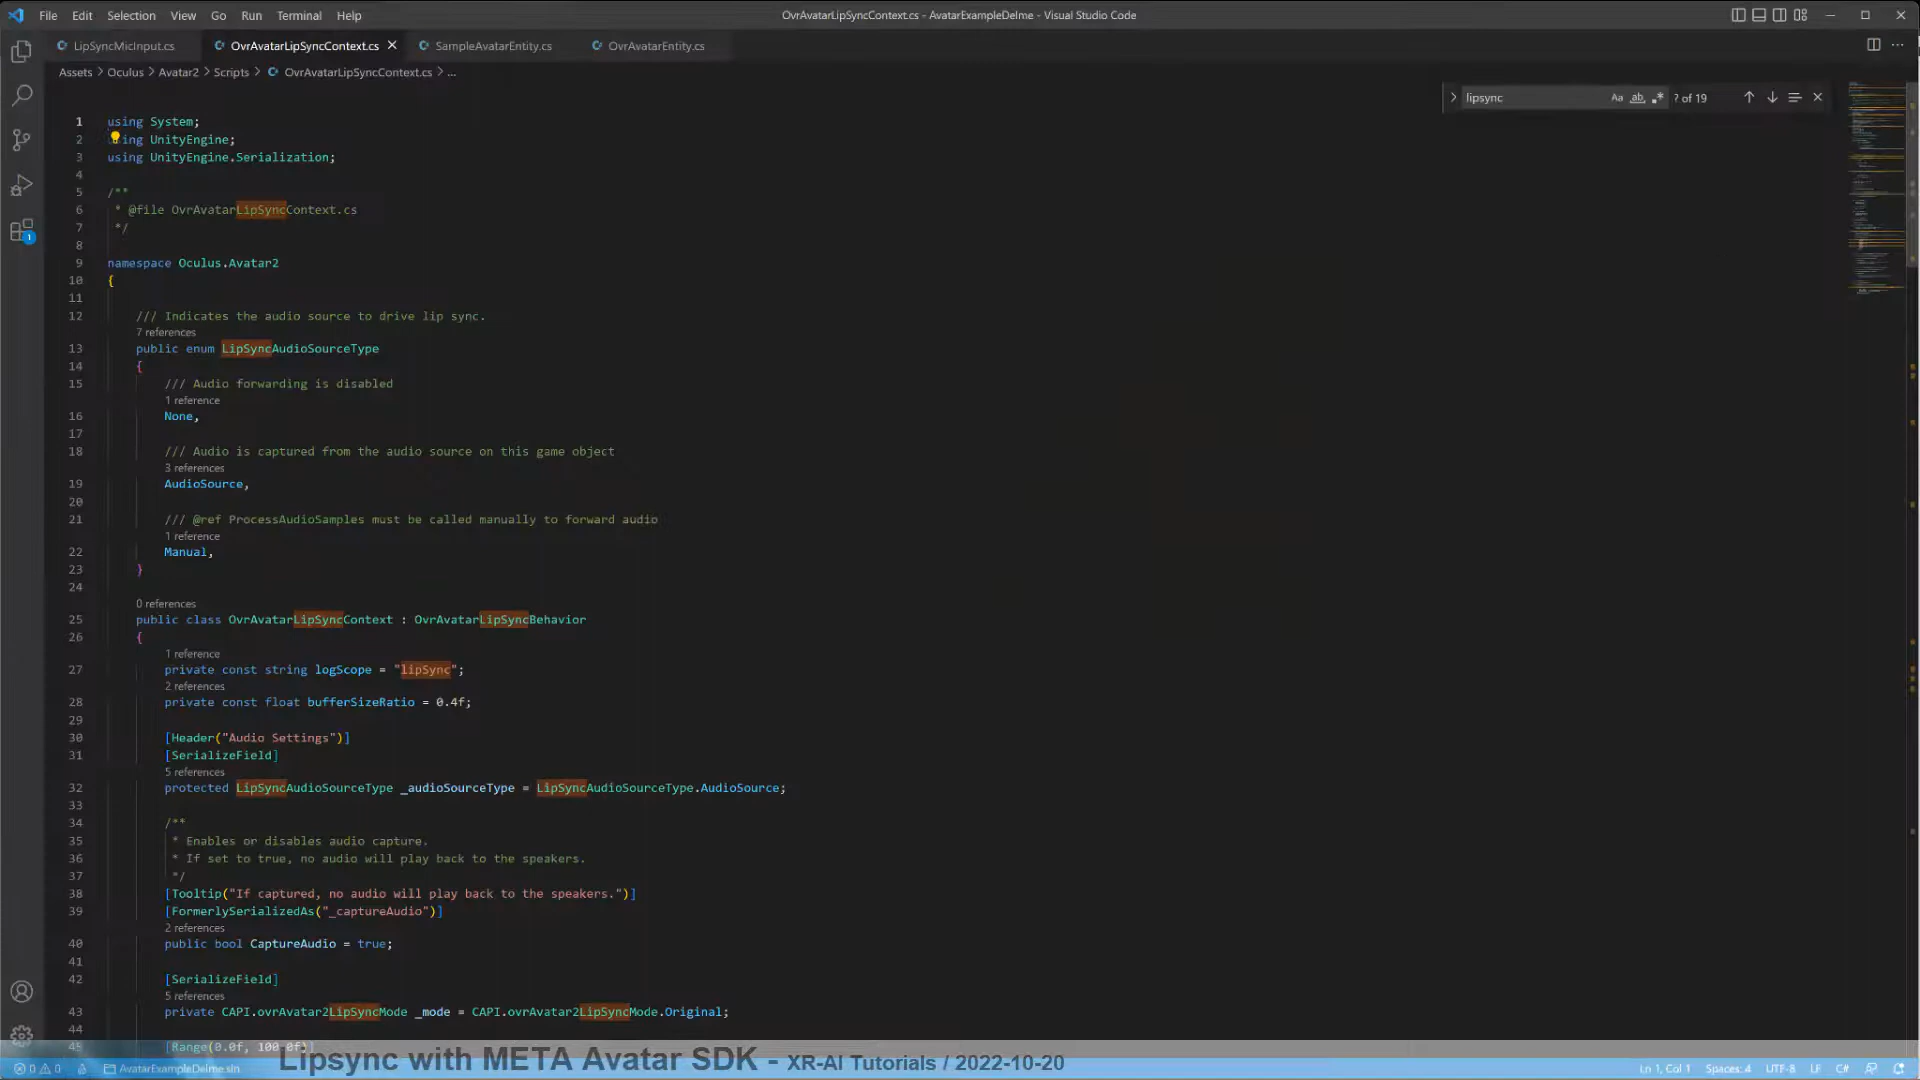 File Edit Selection View Go Run Terminal Help
OvrAvatarLipSyncContext.cs - AvatarExampleDelme - Visual Studio Code
LipSyncMicInput.cs OvrAvatarLipSyncContext.cs SampleAvatarEntity.cs OvrAvatarEntity.cs
Assets > Oculus > Avatar2 > Scripts > OvrAvatarLipSyncContext.cs > ...
lipsync Aa ab ? of 19
1 using System;
2 using UnityEngine;
3 using UnityEngine.Serialization;
4
5 /**
6 * @file OvrAvatarLipSyncContext.cs
7 */
8
9 namespace Oculus.Avatar2
10 {
11
12 /// Indicates the audio source to drive lip sync.
7 references
13 public enum LipSyncAudioSourceType
14 {
15 /// Audio forwarding is disabled
1 reference
16 None,
17
18 /// Audio is captured from the audio source on this game object
3 references
19 AudioSource,
20
21 /// @ref ProcessAudioSamples must be called manually to forward audio
1 reference
22 Manual,
23 }
24
0 references
25 public class OvrAvatarLipSyncContext : OvrAvatarLipSyncBehavior
26 {
1 reference
27 private const string logScope = "lipSync";
2 references
28 private const float bufferSizeRatio = 0.4f;
29
30 [Header("Audio Settings")]
31 [SerializeField]
5 references
32 protected LipSyncAudioSourceType _audioSourceType = LipSyncAudioSourceType.AudioSource;
33
34 /**
35 * Enables or disables audio capture.
36 * If set to true, no audio will play back to the speakers.
37 */
38 [Tooltip("If captured, no audio will play back to the speakers.")]
39 [FormerlySerializedAs("_captureAudio")]
2 references
40 public bool CaptureAudio = true;
41
42 [SerializeField]
5 references
43 private CAPI.ovrAvatar2LipSyncMode _mode = CAPI.ovrAvatar2LipSyncMode.Original;
44
45 [Range(0.0f, 100.0f)]
Lipsync with META Avatar SDK - XR-AI Tutorials / 2022-10-20
0 0 AvatarExampleDelme.sln Ln 1, Col 1 Spaces: 4 UTF-8 LF C#
1